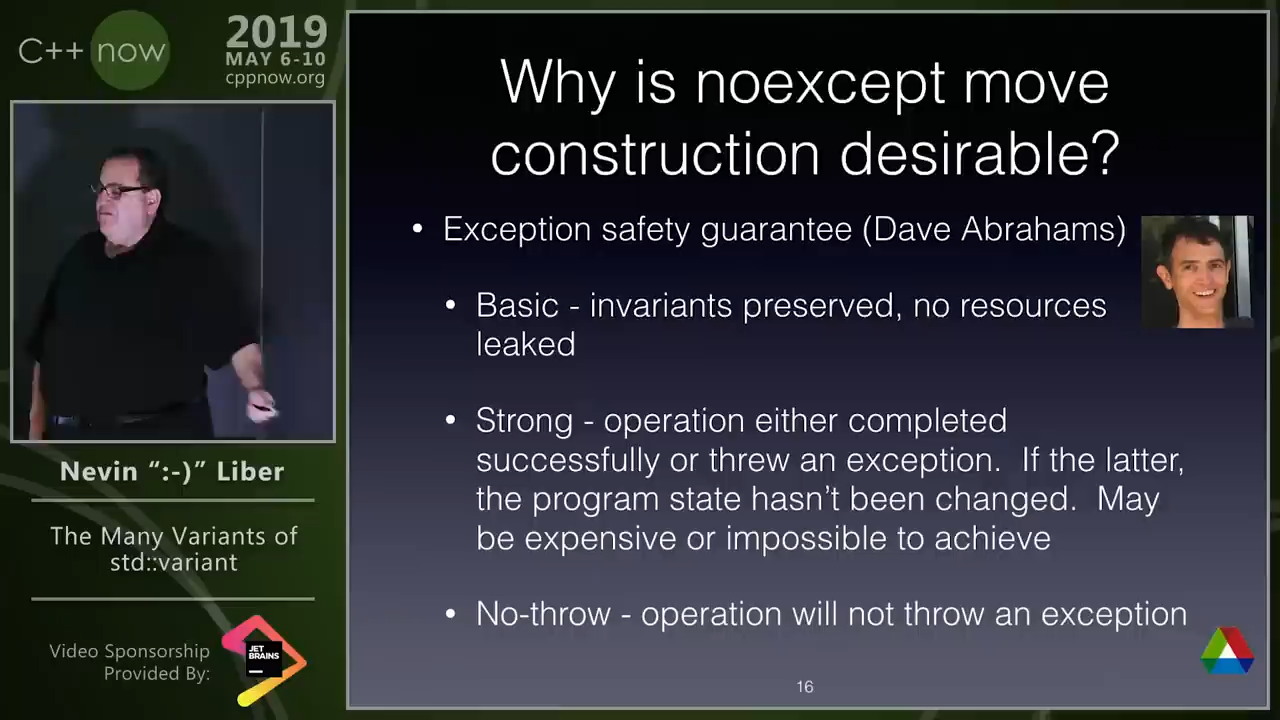 C++ now
2019
MAY 6-10
cppnow.org
Nevin “:-)” Liber
The Many Variants of
std::variant
Video Sponsorship
Provided By:
JET
BRAINS
Why is noexcept move
construction desirable?
• Exception safety guarantee (Dave Abrahams)
• Basic - invariants preserved, no resources
leaked
• Strong - operation either completed
successfully or threw an exception.  If the latter,
the program state hasn’t been changed.  May
be expensive or impossible to achieve
• No-throw - operation will not throw an exception
16